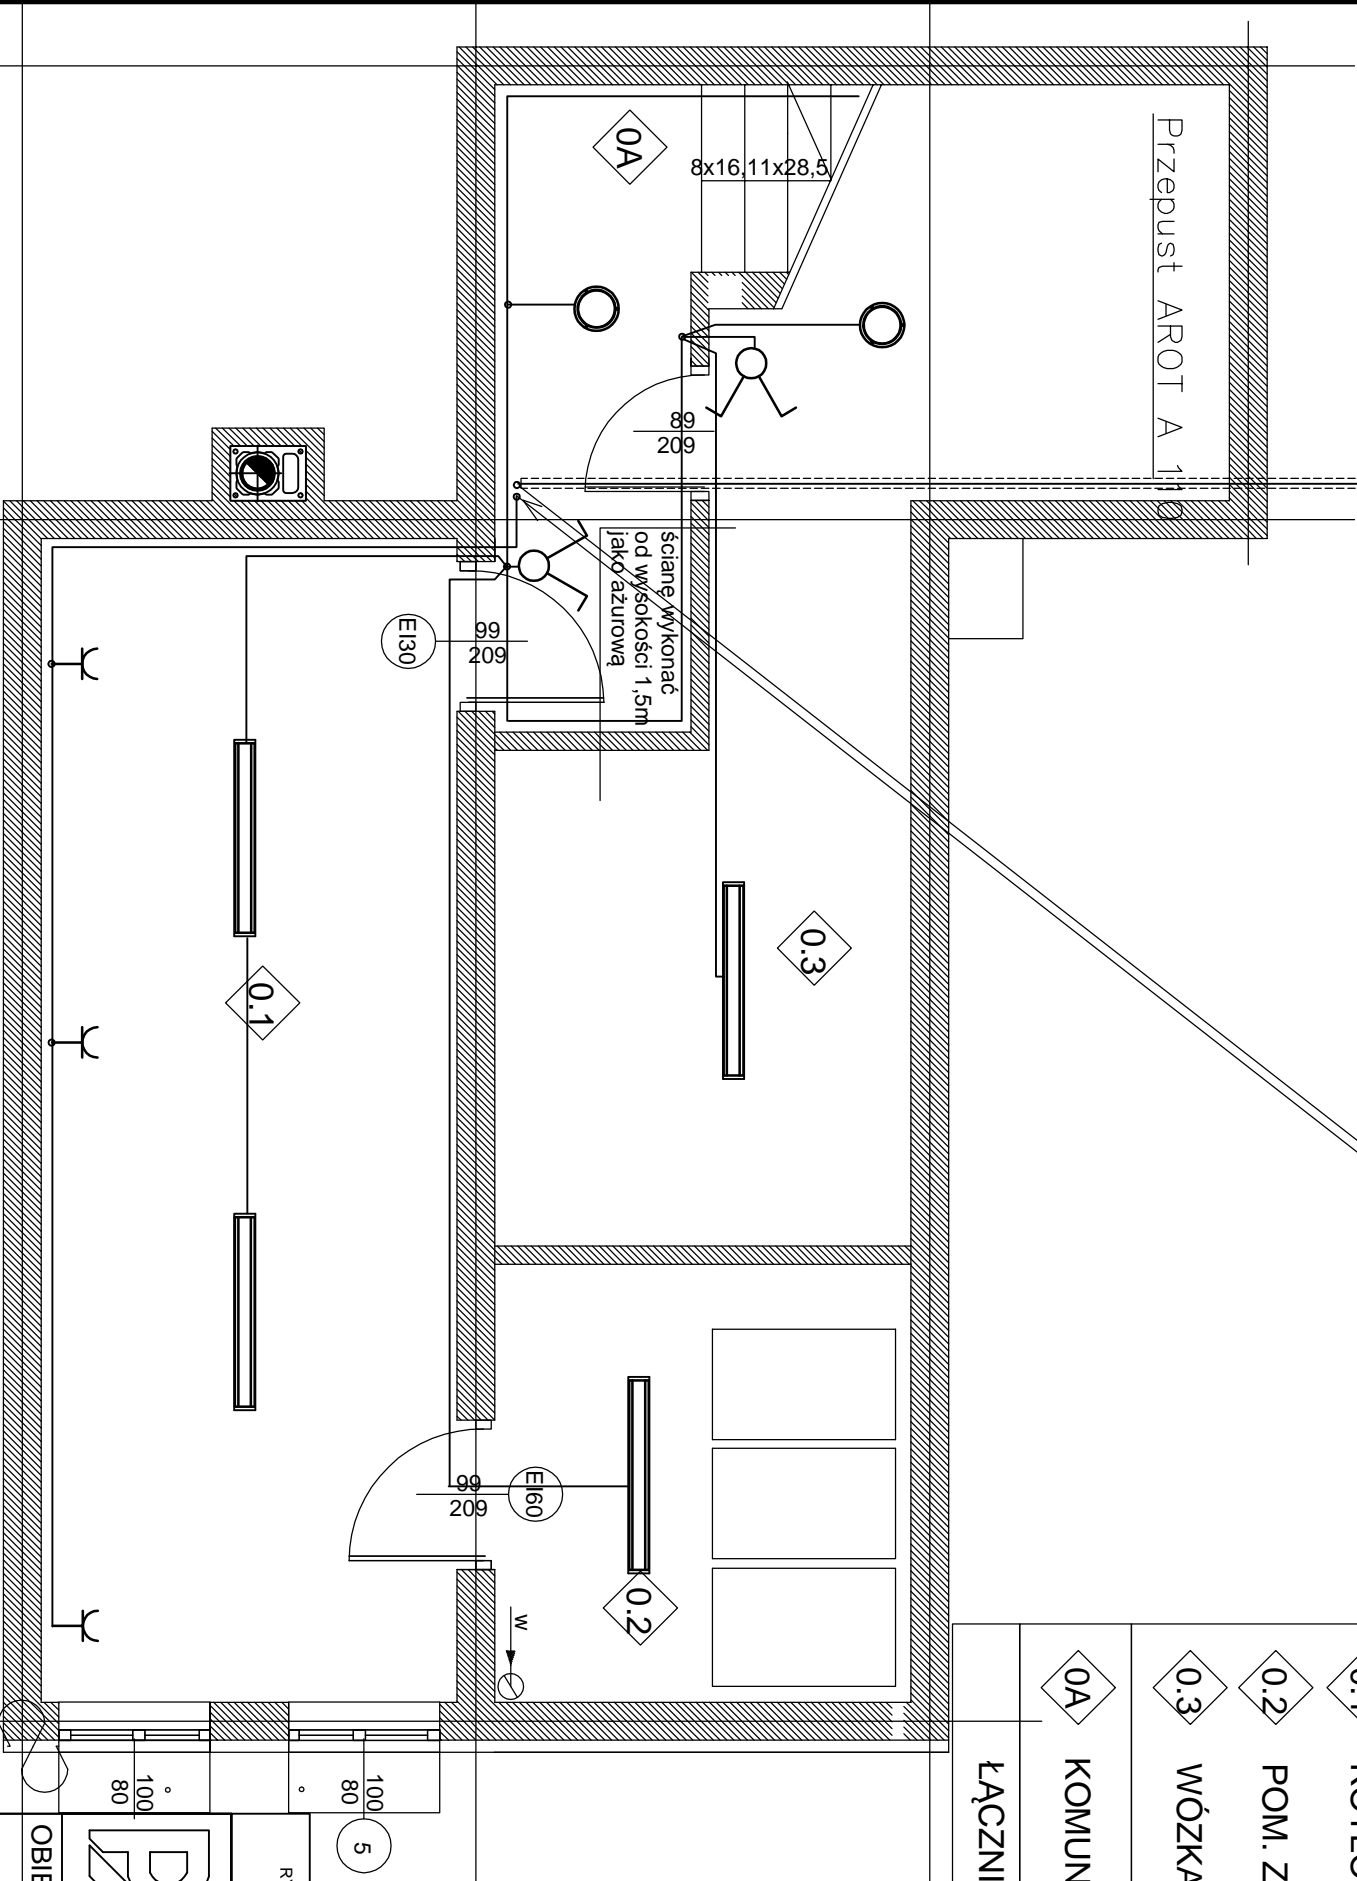 Przepust AROT A 110
0A
8x16,11x28,5
89
209
ścianę wykonać
od wysokości 1,5m
jako ażurową
EI30
99
209
0.3
0.1
99
209
EI60
0.2
w
100
80
100
80
5
0.2 POM. Z
0.3 WÓZKA
0A KOMUN
ŁĄCZNI
OBIE